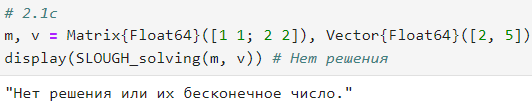 # 2.1c
m, v = Matrix{Float64}([1 1; 2 2]), Vector{Float64}([2, 5])
display(SLOUGH_solving(m, v)) # Нет решения
"Нет решения или их бесконечное число."